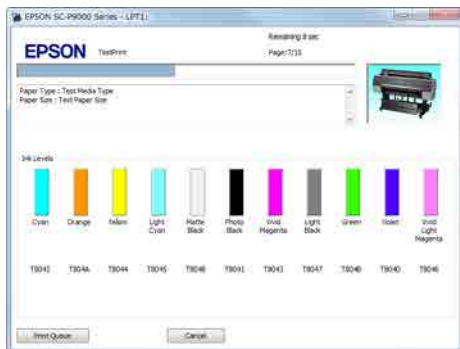 EPSON SC-P9000 Series - LPT1:
Remaining 8 sec
EPSON TestPrint Page:7/15
Paper Type : Test Media Type
Paper Size : Test Paper Size
Ink Levels
Cyan Orange Yellow Light Cyan Matte Black Photo Black Vivid Magenta Light Black Green Violet Vivid Light Magenta
T8042 T804A T8044 T8045 T8048 T8041 T8043 T8047 T804B T804D T8046
Print Queue Cancel